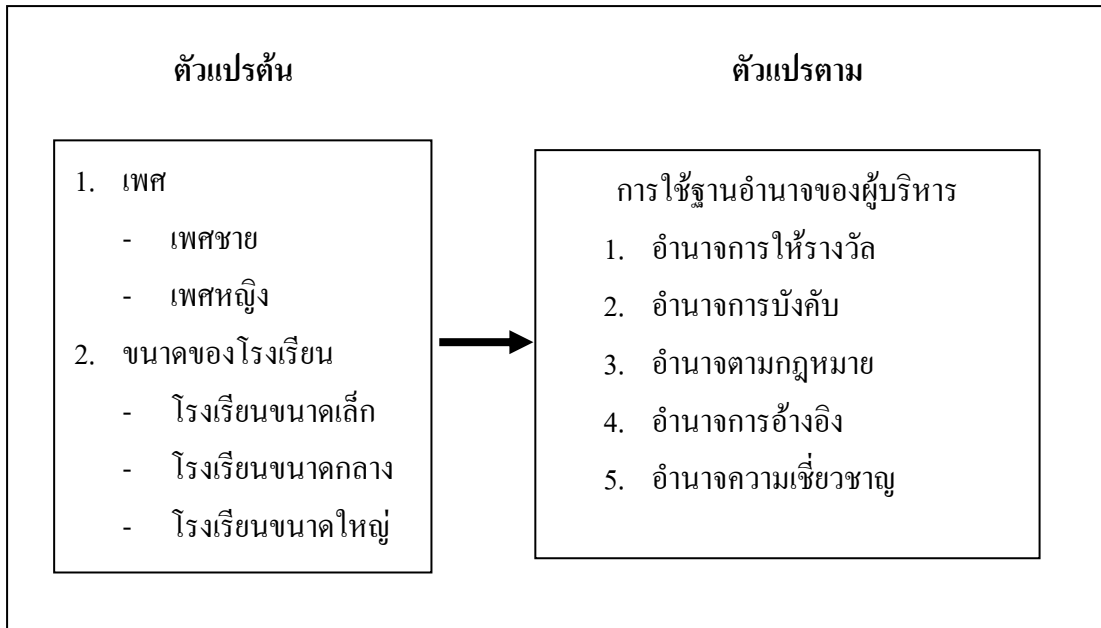 ตัวแปรต้น
1. เพศ
- เพศชาย
- เพศหญิง
2. ขนาดของโรงเรียน
- โรงเรียนขนาดเล็ก
- โรงเรียนขนาดกลาง
- โรงเรียนขนาดใหญ่
ตัวแปรตาม
การใช้ฐานอำนาจของผู้บริหาร
1. อำนาจการให้รางวัล
2. อำนาจการบังคับ
3. อำนาจตามกฎหมาย
4. อำนาจการอ้างอิง
5. อำนาจความเชี่ยวชาญ